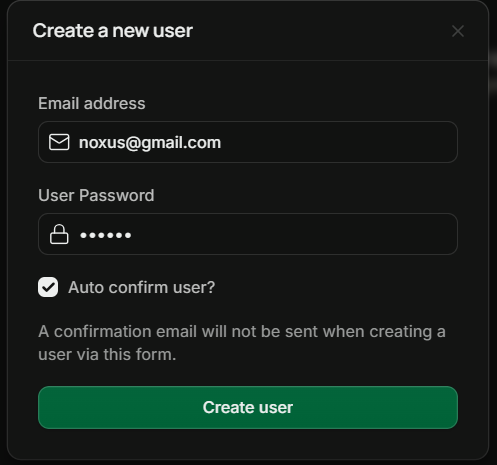 Create a new user
Email address
noxus@gmail.com
User Password
••••••
Auto confirm user?
A confirmation email will not be sent when creating a
user via this form.
Create user